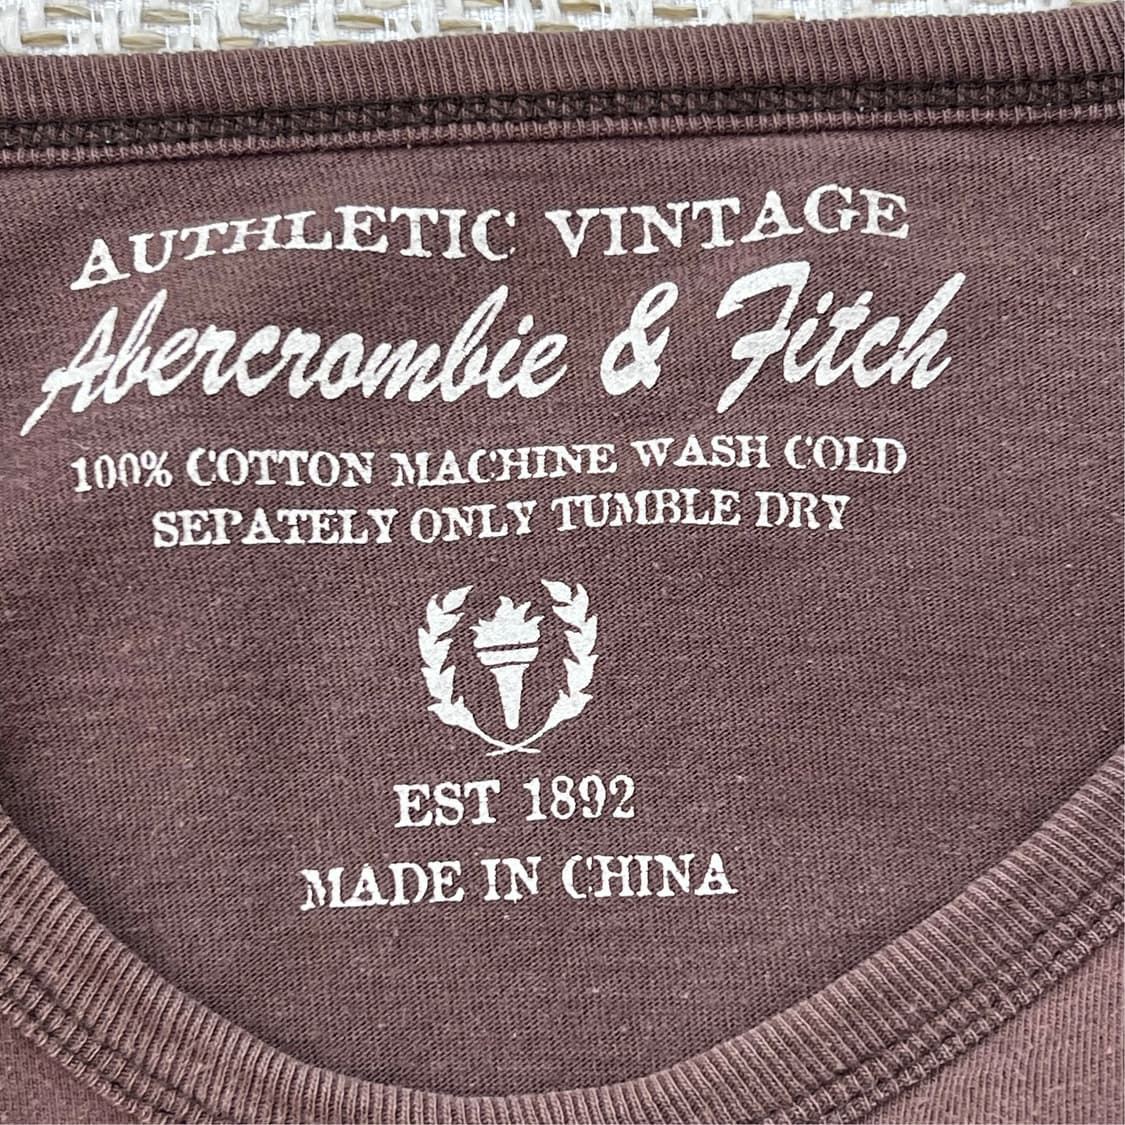 AUTHLETIC VINTAGE
Abercrombie & Fitch
100% COTTON MACHINE WASH COLD
SEPATELY ONLY TUMBLE DRY
EST 1892
MADE IN CHINA